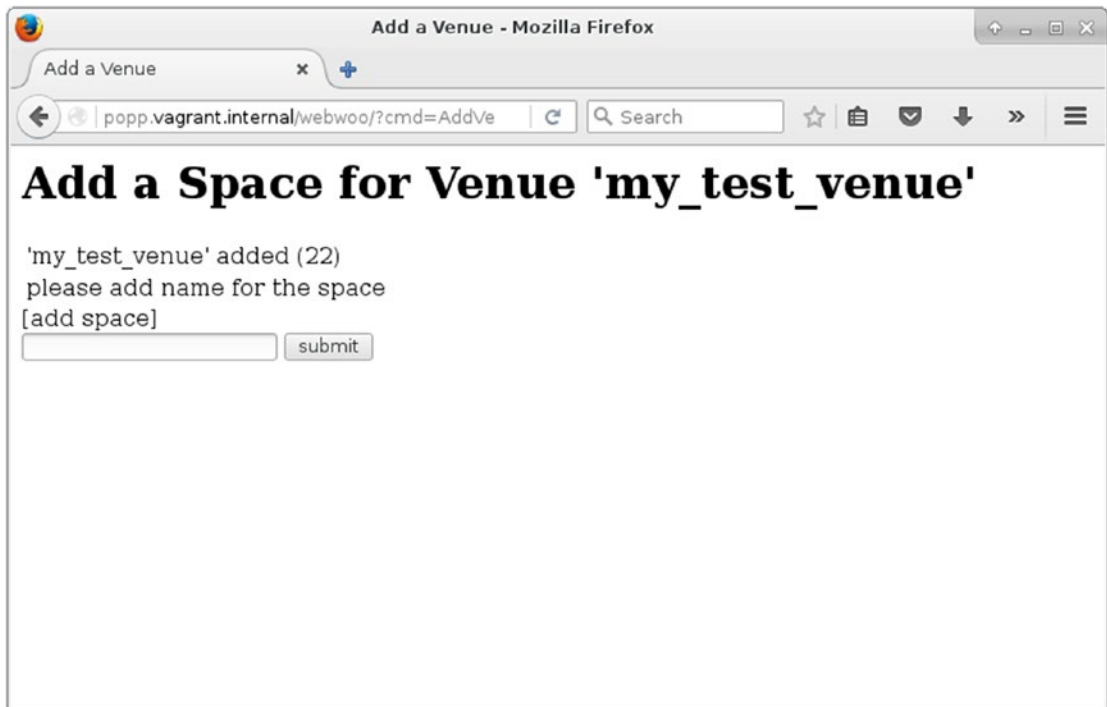 Add a Venue - Mozilla Firefox
Add a Venue
popp.vagrant.internal/webwoo/?cmd=AddVe
Search
Add a Space for Venue 'my_test_venue'
'my_test_venue' added (22)
please add name for the space
[add space]
submit